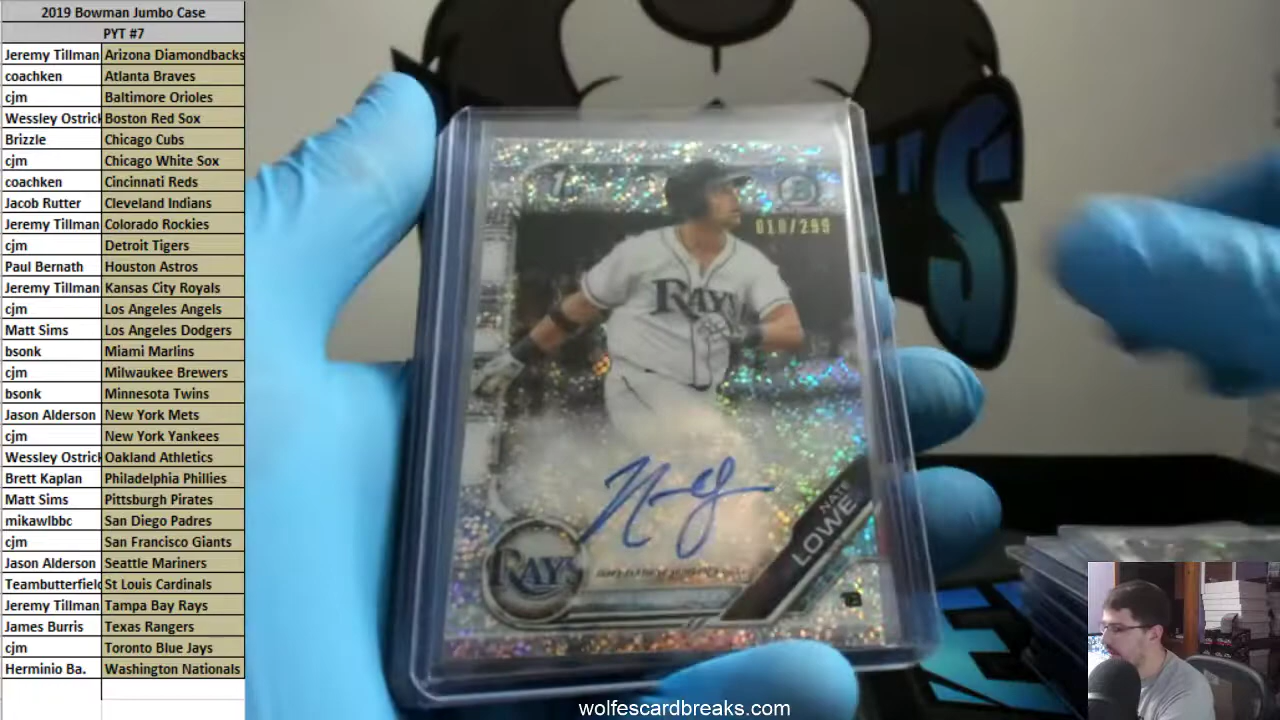 2019 Bowman Jumbo Case
PYT #7
Jeremy Tillman Arizona Diamondbacks
coachken Atlanta Braves
cjm Baltimore Orioles
Wessley Ostrick Boston Red Sox
Brizzle Chicago Cubs
cjm Chicago White Sox
coachken Cincinnati Reds
Jacob Rutter Cleveland Indians
Jeremy Tillman Colorado Rockies
cjm Detroit Tigers
Paul Bernath Houston Astros
Jeremy Tillman Kansas City Royals
cjm Los Angeles Angels
Matt Sims Los Angeles Dodgers
bsonk Miami Marlins
cjm Milwaukee Brewers
bsonk Minnesota Twins
Jason Alderson New York Mets
cjm New York Yankees
Wessley Ostrick Oakland Athletics
Brett Kaplan Philadelphia Phillies
Matt Sims Pittsburgh Pirates
mikawlbbc San Diego Padres
cjm San Francisco Giants
Jason Alderson Seattle Mariners
Teambutterfield St Louis Cardinals
Jeremy Tillman Tampa Bay Rays
James Burris Texas Rangers
cjm Toronto Blue Jays
Herminio Ba. Washington Nationals
1st
B
010/299
RAYS
NATE
LOWE
RAYS
'S
wolfescardbreaks.com